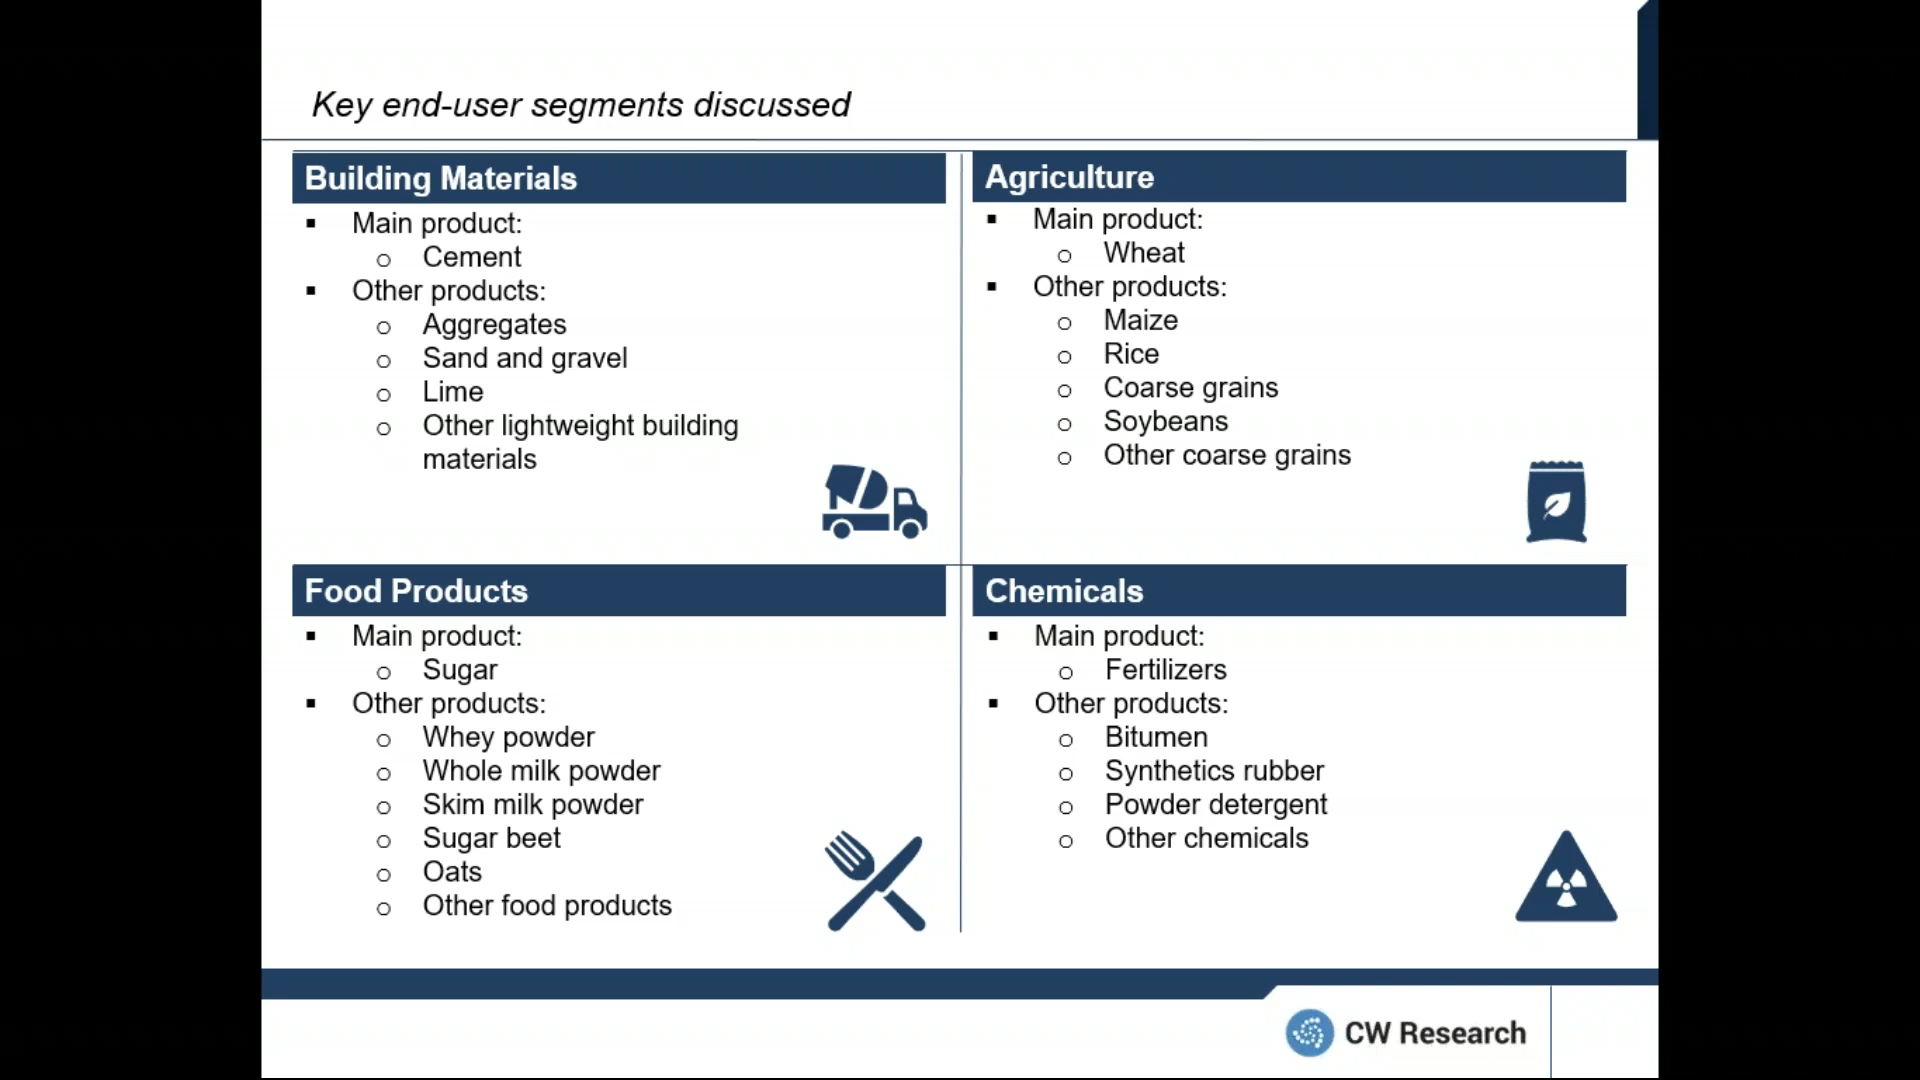 Key end-user segments discussed
Building Materials
Main product:
Cement
Other products:
Aggregates
Sand and gravel
Lime
Other lightweight building
materials
Agriculture
Main product:
Wheat
Other products:
Maize
Rice
Coarse grains
Soybeans
Other coarse grains
Food Products
Main product:
Sugar
Other products:
Whey powder
Whole milk powder
Skim milk powder
Sugar beet
Oats
Other food products
Chemicals
Main product:
Fertilizers
Other products:
Bitumen
Synthetics rubber
Powder detergent
Other chemicals
CW Research